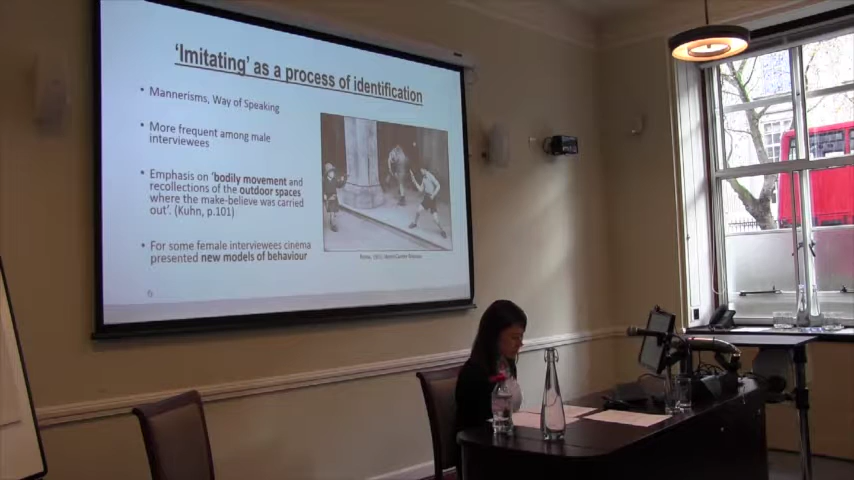 'Imitating' as a process of identification
• Mannerisms, Way of Speaking
• More frequent among male
interviewees
• Emphasis on 'bodily movement and
recollections of the outdoor spaces
where the make-believe was carried
out'. (Kuhn, p.101)
• For some female interviewees cinema
presented new models of behaviour